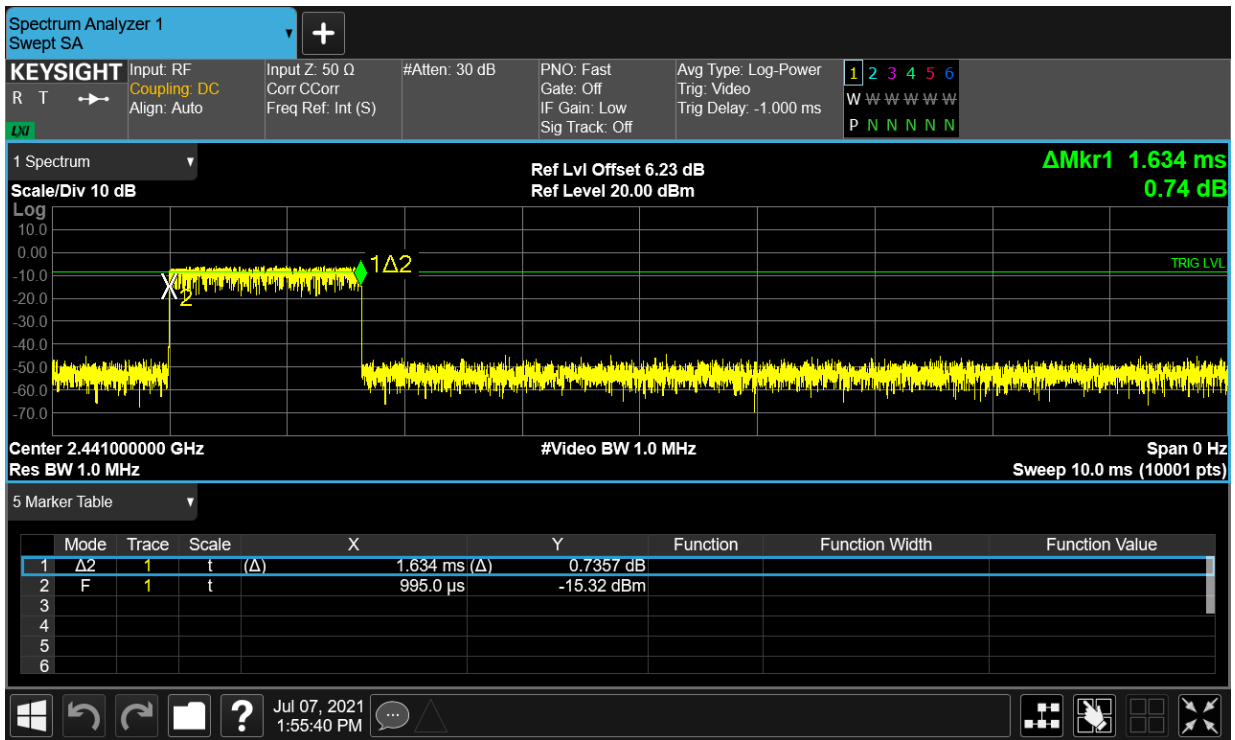 Spectrum Analyzer 1
Swept SA
KEYSIGHT
R T
LXI
Input: RF
Coupling: DC
Align: Auto
Input Z: 50 Ω
Corr CCorr
Freq Ref: Int (S)
#Atten: 30 dB
PNO: Fast
Gate: Off
IF Gain: Low
Sig Track: Off
Avg Type: Log-Power
Trig: Video
Trig Delay: -1.000 ms
1 2 3 4 5 6
W W W W W W
P N N N N N
1 Spectrum
Scale/Div 10 dB
Ref Lvl Offset 6.23 dB
Ref Level 20.00 dBm
ΔMkr1 1.634 ms
0.74 dB
Log
10.0
0.00
-10.0
-20.0
-30.0
-40.0
-50.0
-60.0
-70.0
1Δ2
2
TRIG LVL
Center 2.441000000 GHz
#Video BW 1.0 MHz
Span 0 Hz
Res BW 1.0 MHz
Sweep 10.0 ms (10001 pts)
5 Marker Table
Mode Trace Scale X Y Function Function Width Function Value
1 Δ2 1 t (Δ) 1.634 ms (Δ) 0.7357 dB
2 F 1 t 995.0 µs -15.32 dBm
3
4
5
6
?
Jul 07, 2021
1:55:40 PM